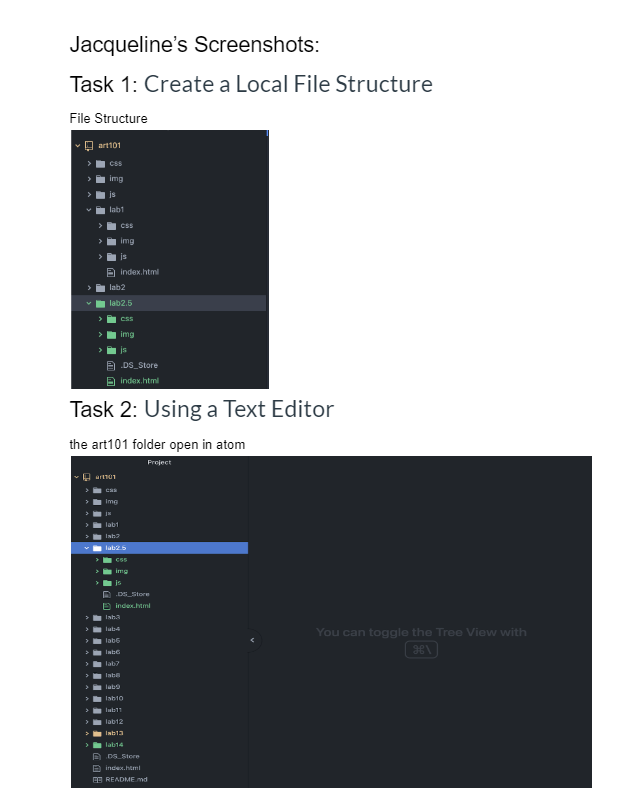 Jacqueline's Screenshots:
Task 1: Create a Local File Structure
File Structure
art101
css
img
js
lab1
css
img
js
index.html
lab2
lab2.5
css
img
js
.DS_Store
index.html
Task 2: Using a Text Editor
the art101 folder open in atom
Project
art101
css
img
js
lab1
lab2
lab2.5
css
img
js
.DS_Store
index.html
lab3
lab4
lab5
lab6
lab7
lab8
lab9
lab10
lab11
lab12
lab13
lab14
.DS_Store
index.html
README.md
You can toggle the Tree View with
⌘\